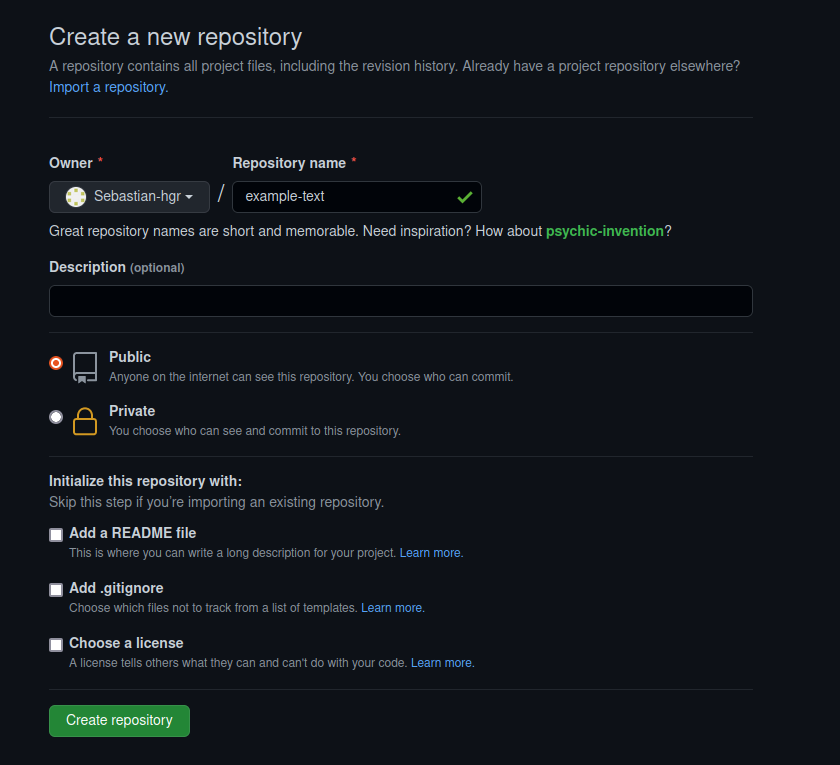 Create a new repository
A repository contains all project files, including the revision history. Already have a project repository elsewhere?
Import a repository.
Owner * Repository name *
Sebastian-hgr / example-text
Great repository names are short and memorable. Need inspiration? How about psychic-invention?
Description (optional)
Public
Anyone on the internet can see this repository. You choose who can commit.
Private
You choose who can see and commit to this repository.
Initialize this repository with:
Skip this step if you're importing an existing repository.
Add a README file
This is where you can write a long description for your project. Learn more.
Add .gitignore
Choose which files not to track from a list of templates. Learn more.
Choose a license
A license tells others what they can and can't do with your code. Learn more.
Create repository